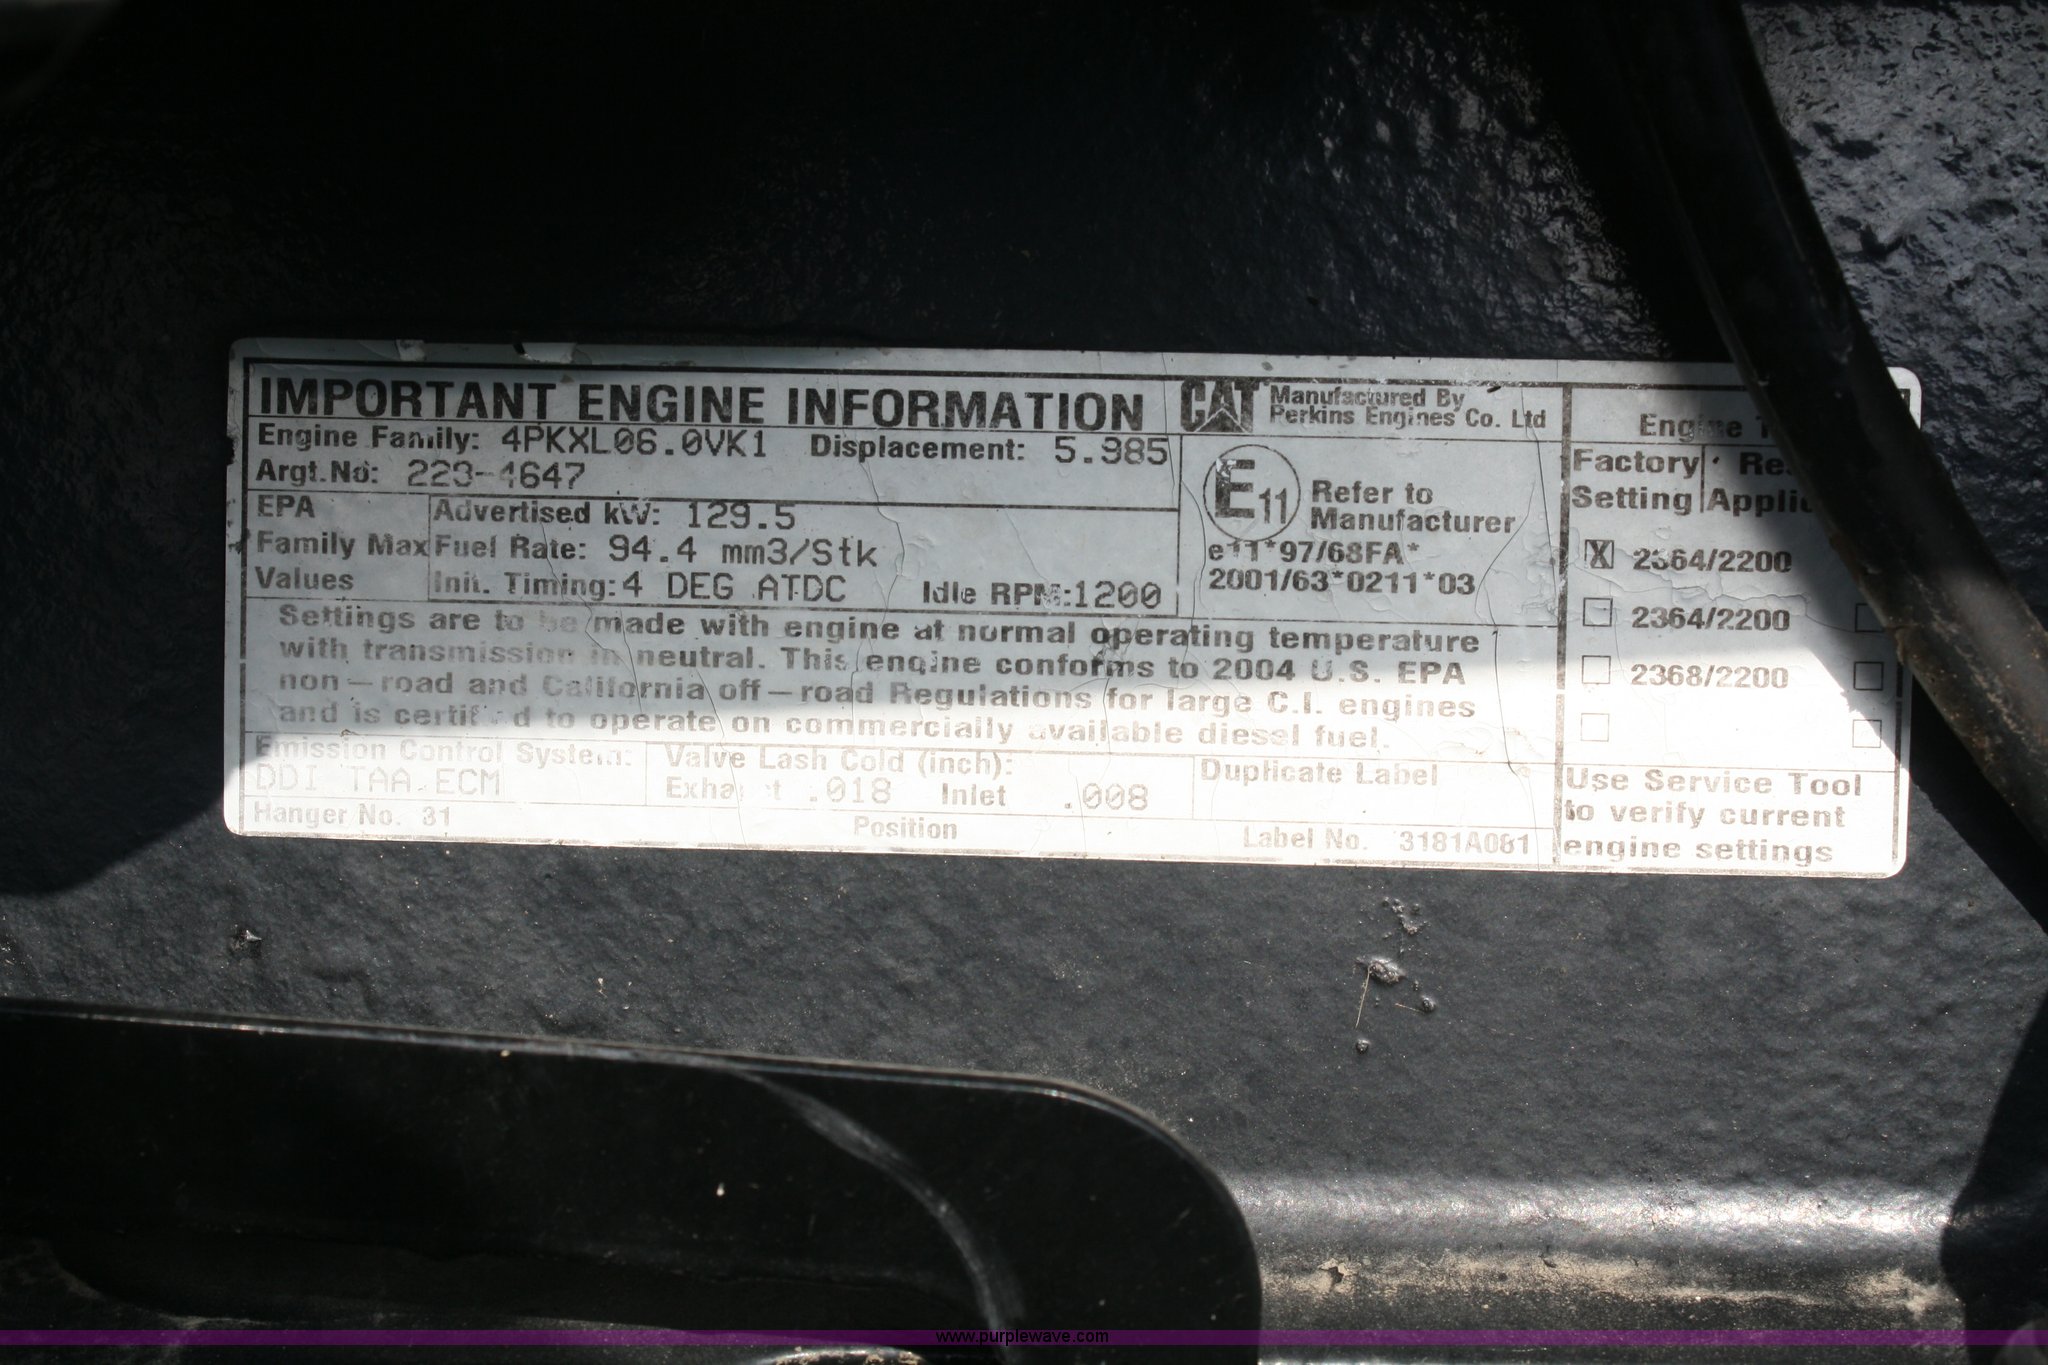 IMPORTANT ENGINE INFORMATION
CAT Manufactured By
Perkins Engines Co. Ltd
Engine Family: 4PKXL06.0VK1 Displacement: 5.985
Argt.No: 223-4647
EPA
Family Max
Values
Advertised kW: 129.5
Fuel Rate: 94.4 mm3/Stk
Init. Timing: 4 DEG ATDC Idle RPM: 1200
E11 Refer to
Manufacturer
e11*97/68FA*
2001/63*0211*03
Settings are to be made with engine at normal operating temperature
with transmission in neutral. This engine conforms to 2004 U.S. EPA
non-road and California off-road Regulations for large C.I. engines
and is certified to operate on commercially available diesel fuel.
Emission Control System:
DDI TAA ECM
Valve Lash Cold (inch):
Exhaust .018 Inlet .008
Duplicate Label
Hanger No. 31 Position Label No. 3181A081
Engine
Factory
Setting
X 2364/2200
2364/2200
2368/2200
Use Service Tool
to verify current
engine settings
www.purplewave.com